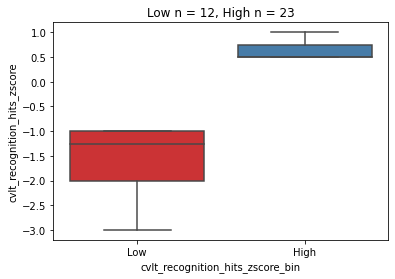 Low n = 12, High n = 23
cvlt_recognition_hits_zscore
1.0
0.5
0.0
−0.5
−1.0
−1.5
−2.0
−2.5
−3.0
Low High
cvlt_recognition_hits_zscore_bin